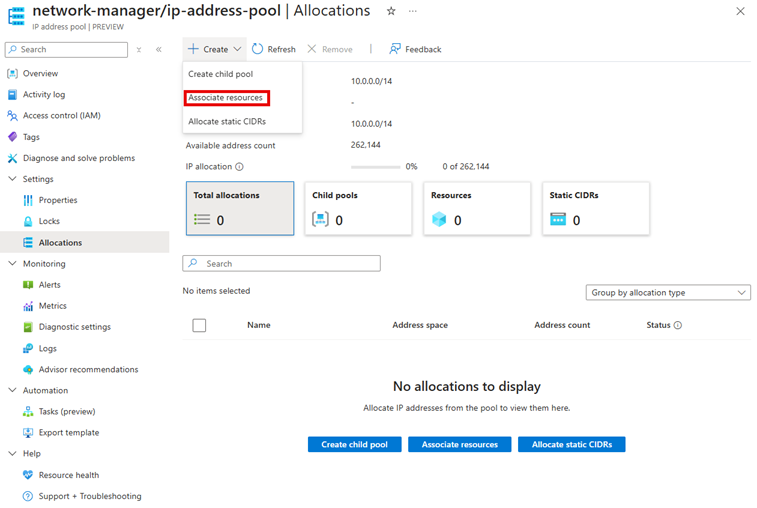 network-manager/ip-address-pool | Allocations
IP address pool | PREVIEW
Search
Create
Refresh
Remove
Feedback
Overview
Activity log
Access control (IAM)
Tags
Diagnose and solve problems
Settings
Properties
Locks
Allocations
Monitoring
Alerts
Metrics
Diagnostic settings
Logs
Advisor recommendations
Automation
Tasks (preview)
Export template
Help
Resource health
Support + Troubleshooting
Create child pool
Associate resources
Allocate static CIDRs
10.0.0.0/14
-
10.0.0.0/14
Available address count 262,144
IP allocation 0% 0 of 262,144
Total allocations
0
Child pools
0
Resources
0
Static CIDRs
0
Search
No items selected
Group by allocation type
Name Address space Address count Status
No allocations to display
Allocate IP addresses from the pool to view them here.
Create child pool
Associate resources
Allocate static CIDRs